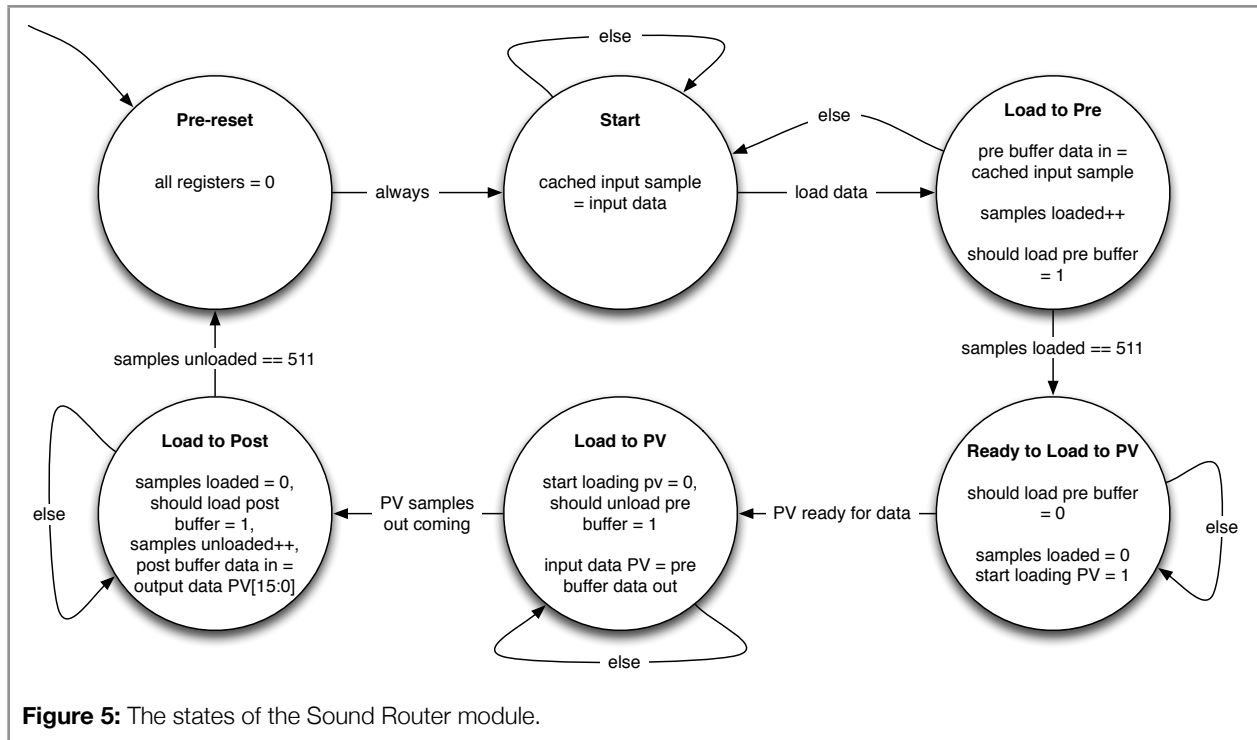 else
Pre-reset
all registers = 0
always
Start
cached input sample
= input data
else
load data
Load to Pre
pre buffer data in =
cached input sample
samples loaded++
should load pre buffer
= 1
samples unloaded == 511
samples loaded == 511
Load to Post
samples loaded = 0,
should load post
buffer = 1,
samples unloaded++,
post buffer data in =
output data PV[15:0]
else
PV samples
out coming
Load to PV
start loading pv = 0,
should unload pre
buffer = 1
input data PV = pre
buffer data out
else
PV ready for data
Ready to Load to PV
should load pre buffer
= 0
samples loaded = 0
start loading PV = 1
else
Figure 5: The states of the Sound Router module.